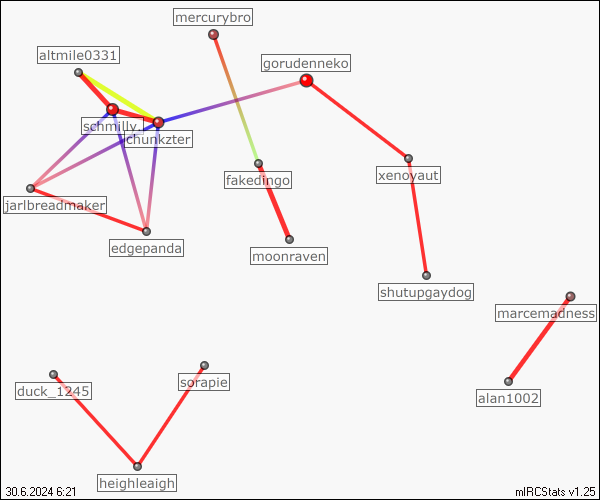 mercurybro
altmile0331
gorudenneko
schmilly_
chunkzter
fakedingo
xenoyaut
jarlbreadmaker
edgepanda
moonraven
shutupgaydog
marcemadness
sorapie
duck_1245
alan1002
heighleaigh
30.6.2024 6:21
mIRCStats v1.25